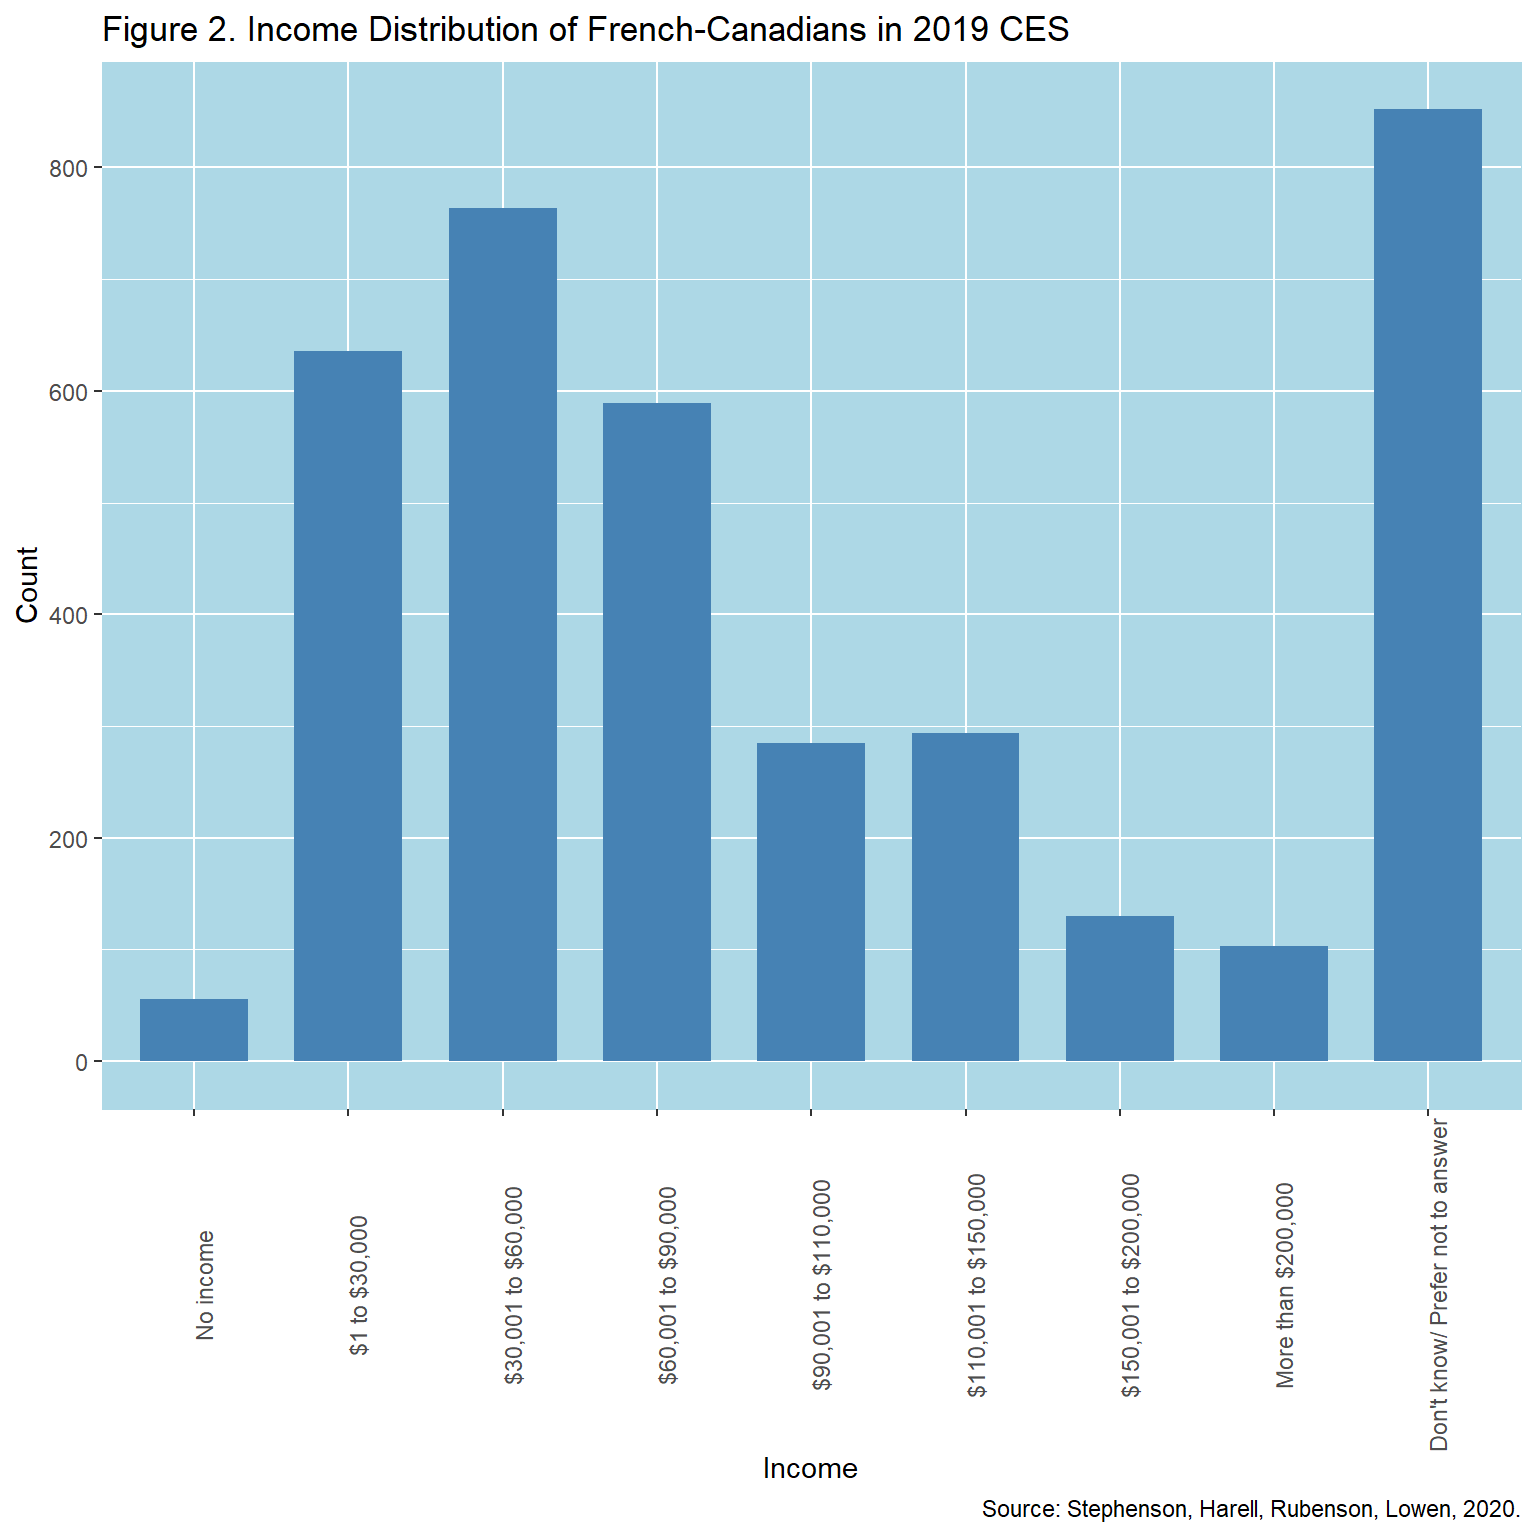 Figure 2. Income Distribution of French-Canadians in 2019 CES
Count
800
600
400
200
0
No income
$1 to $30,000
$30,001 to $60,000
$60,001 to $90,000
$90,001 to $110,000
$110,001 to $150,000
$150,001 to $200,000
More than $200,000
Don't know/ Prefer not to answer
Income
Source: Stephenson, Harell, Rubenson, Lowen, 2020.